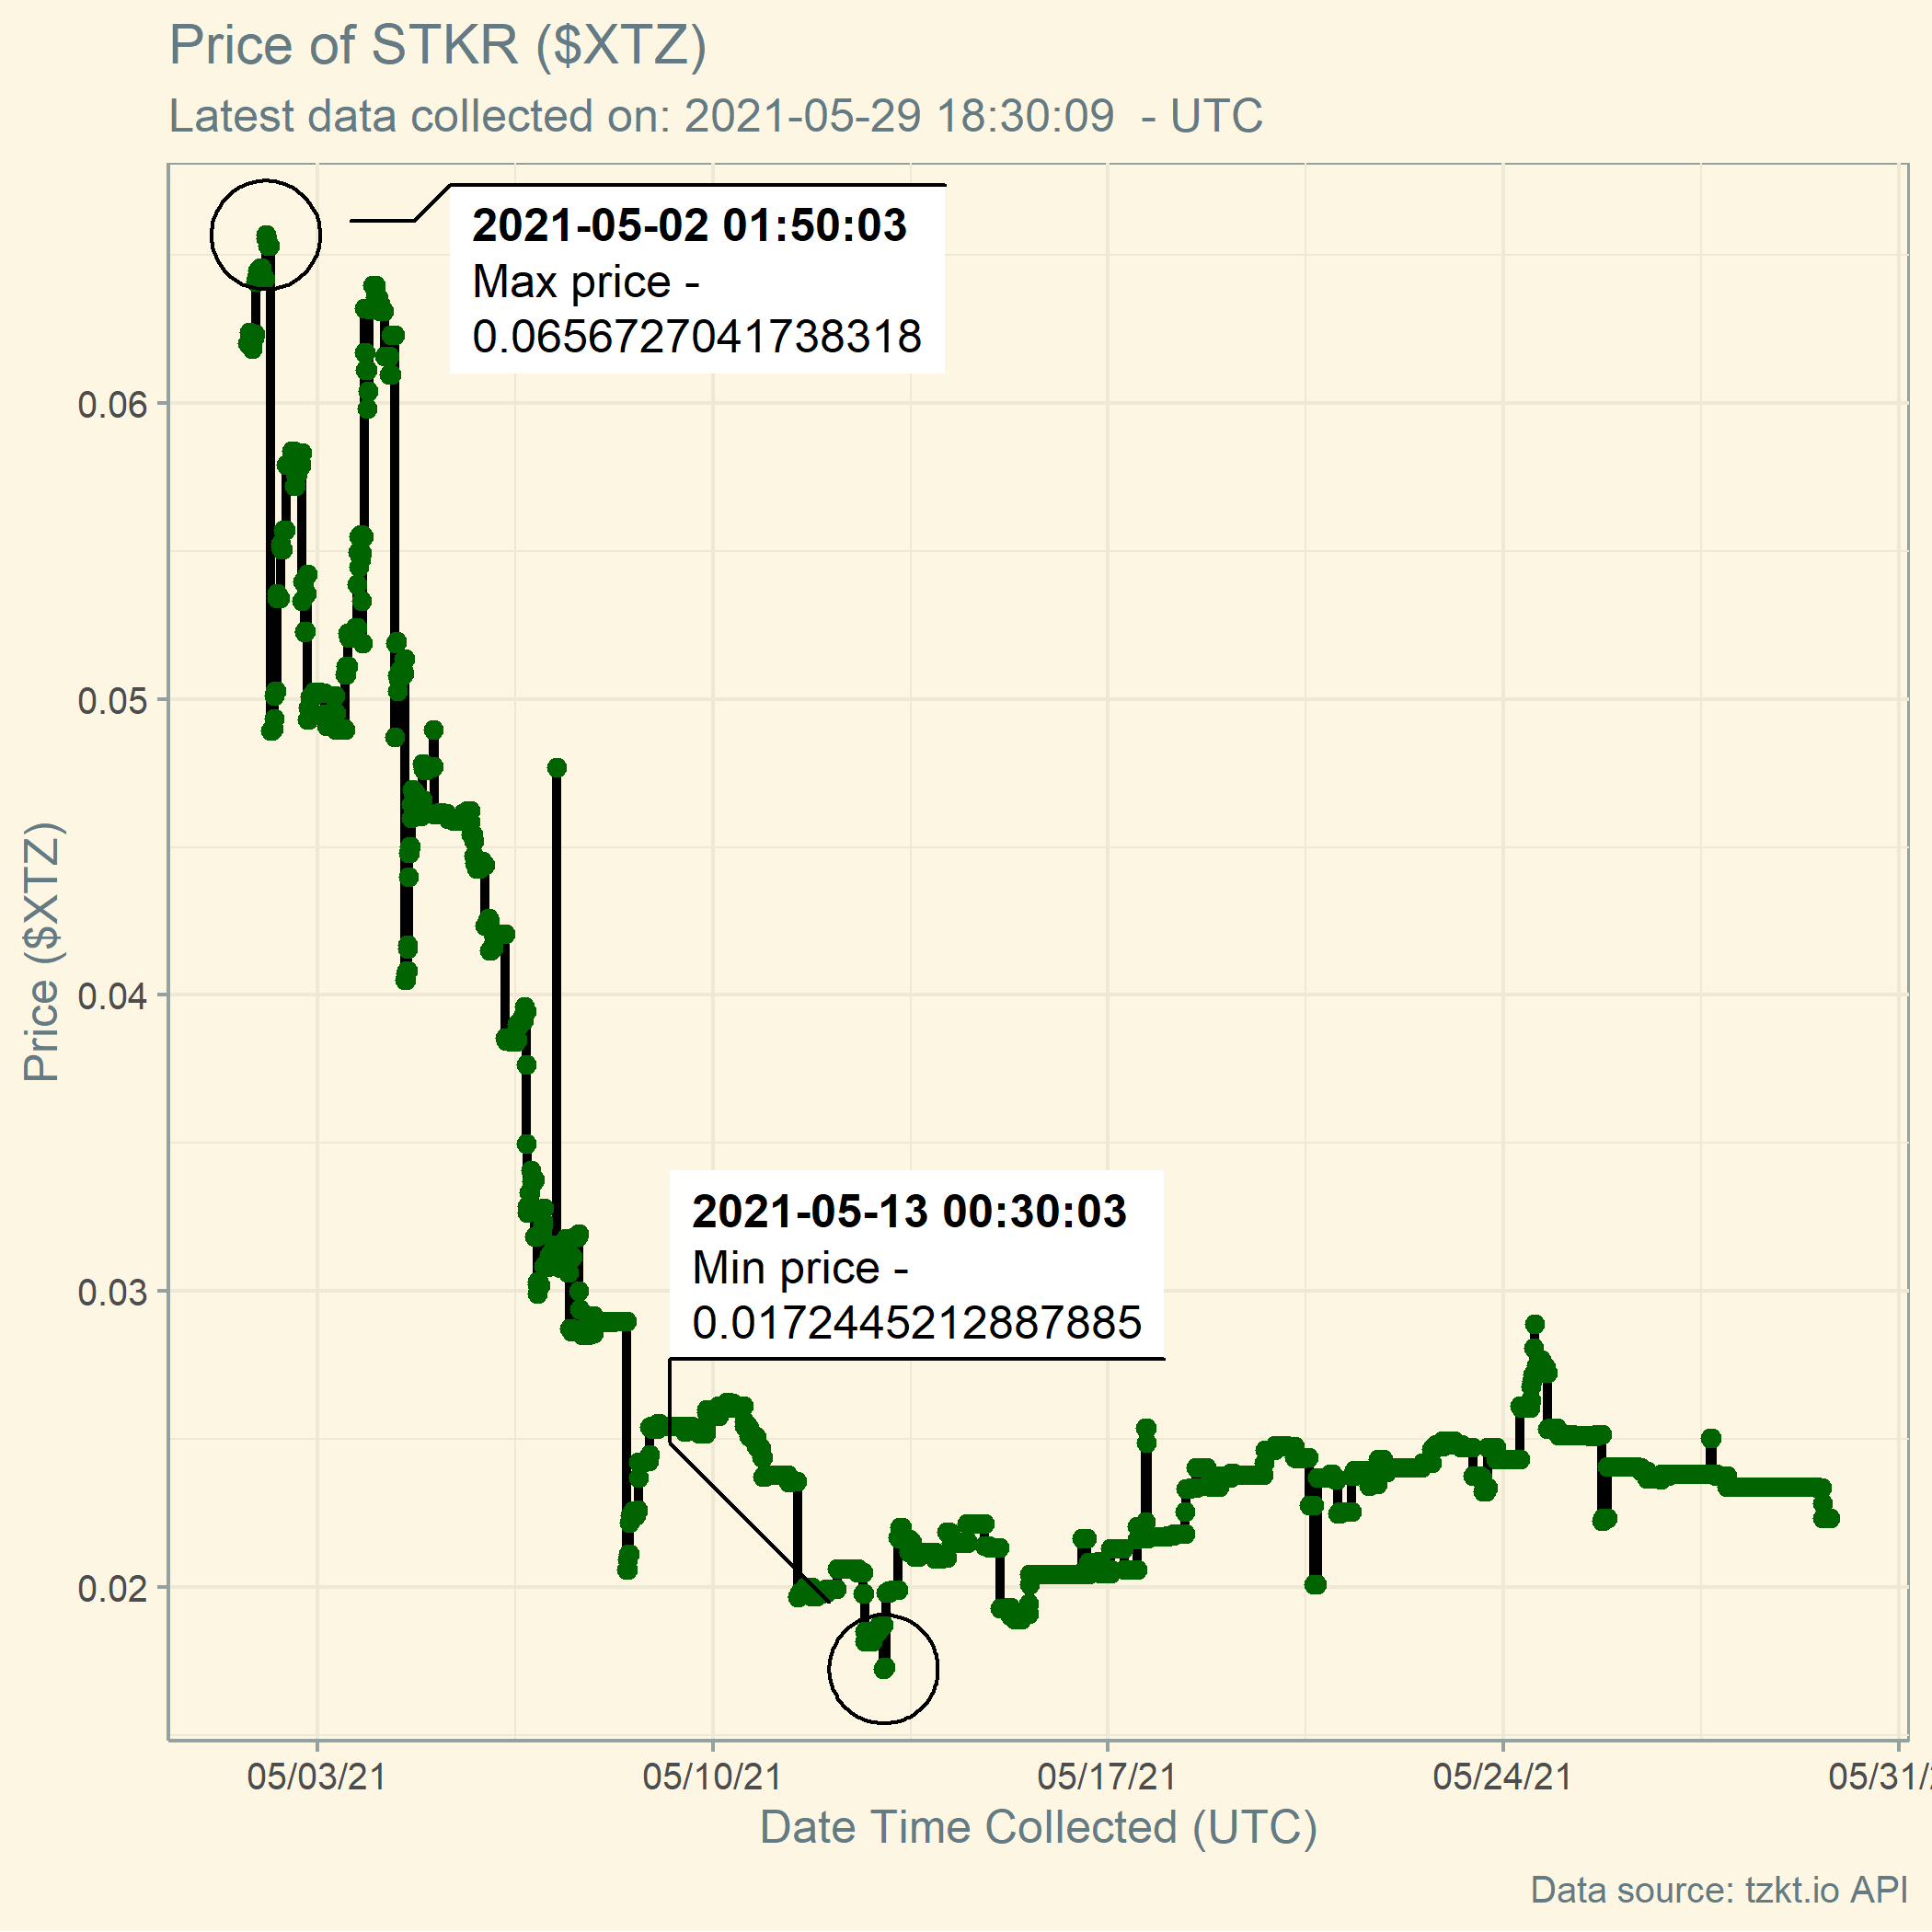 Price of STKR ($XTZ)
Latest data collected on: 2021-05-29 18:30:09  - UTC
2021-05-02 01:50:03
Max price -
0.0656727041738318
0.06
0.05
0.04
0.03
0.02
Price ($XTZ)
2021-05-13 00:30:03
Min price -
0.0172445212887885
05/03/21
05/10/21
05/17/21
05/24/21
05/31/2
Date Time Collected (UTC)
Data source: tzkt.io API